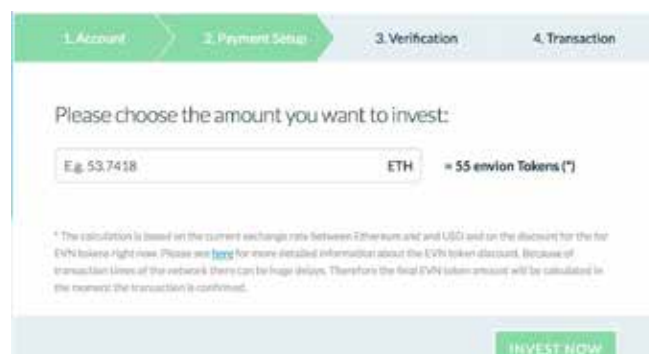 1. Account 2. Payment Setup 3. Verification 4. Transaction
Please choose the amount you want to invest:
E.g. 53.7418 ETH = 55 envion Tokens (*)
* The calculation is based on the current exchange rate between Ethereum and and USD and on the discount for the for
EVN tokens right now. Please see here for more detailed information about the EVN token discount. Because of
transaction times of the network there can be huge delays. Therefore the final EVN token amount will be calculated in
the moment the transaction is confirmed.
INVEST NOW